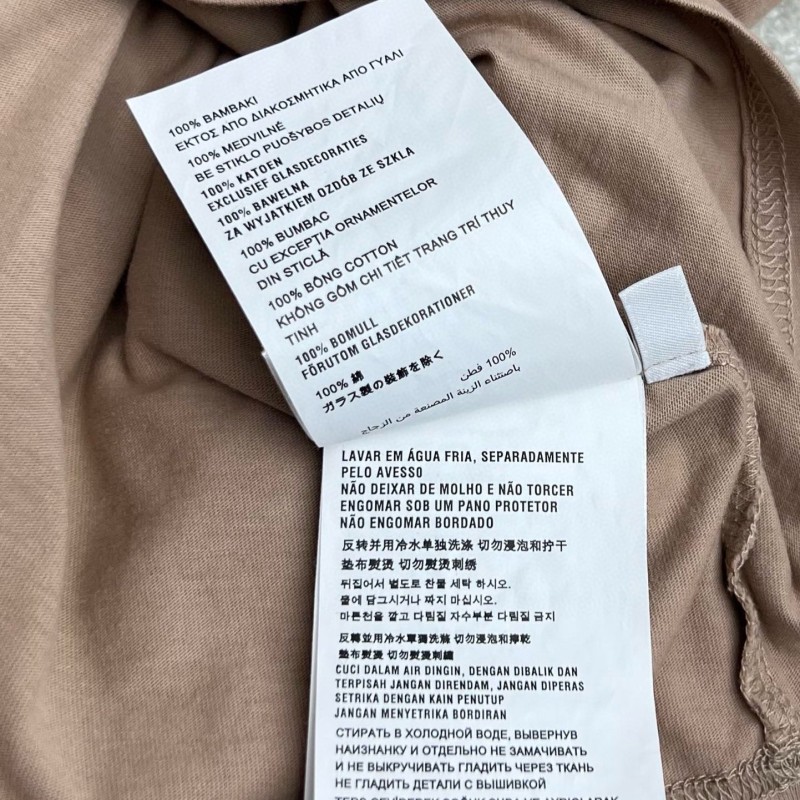 100% ΒΑΜΒΑΚΙ
ΕΚΤΟΣ ΑΠΟ ΔΙΑΚΟΣΜΗΤΙΚΑ ΑΠΟ ΓΥΑΛΙ
100% MEDVILNĖ
BE STIKLO PUOŠYBOS DETALIŲ
100% KATOEN
EXCLUSIEF GLASDECORATIES
100% BAWEŁNA
ZA WYJATKIEM OZDÓB ZE SZKLA
100% BUMBAC
CU EXCEPTIA ORNAMENTELOR
DIN STICLĂ
100% BÔNG COTTON
KHÔNG GỒM CHI TIẾT TRANG TRÍ THUỶ
TINH
100% BOMULL
FÖRUTOM GLASDEKORATIONER
100% 綿
ガラス製の装飾を除く
100% قطن
باستثناء الزينة المصنعة من الزجاج
LAVAR EM ÁGUA FRIA, SEPARADAMENTE
PELO AVESSO
NÃO DEIXAR DE MOLHO E NÃO TORCER
ENGOMAR SOB UM PANO PROTETOR
NÃO ENGOMAR BORDADO
反转并用冷水单独洗涤 切勿浸泡和拧干
垫布熨烫 切勿熨烫刺绣
뒤집어서 별도로 찬물 세탁 하시오.
물에 담그시거나 짜지 마십시오.
마른천을 깔고 다림질 자수부분 다림질 금지
反轉並用冷水單獨洗滌 切勿浸泡和擰乾
墊布熨燙 切勿熨燙刺繡
CUCI DALAM AIR DINGIN, DENGAN DIBALIK DAN
TERPISAH JANGAN DIRENDAM, JANGAN DIPERAS
SETRIKA DENGAN KAIN PENUTUP
JANGAN MENYETRIKA BORDIRAN
СТИРАТЬ В ХОЛОДНОЙ ВОДЕ, ВЫВЕРНУВ
НАИЗНАНКУ И ОТДЕЛЬНО НЕ ЗАМАЧИВАТЬ
И НЕ ВЫКРУЧИВАТЬ ГЛАДИТЬ ЧЕРЕЗ ТКАНЬ
НЕ ГЛАДИТЬ ДЕТАЛИ С ВЫШИВКОЙ